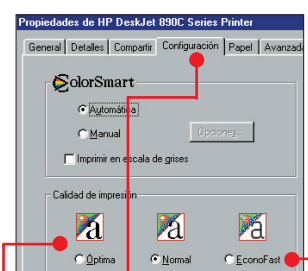 Propiedades de HP DeskJet 890C Series Printer
General Detalles Compartir Configuración Papel Avanzada
ColorSmart
Automática
Manual Opciones...
Imprimir en escala de grises
Calidad de impresión
a a a
Óptima Normal EconoFast